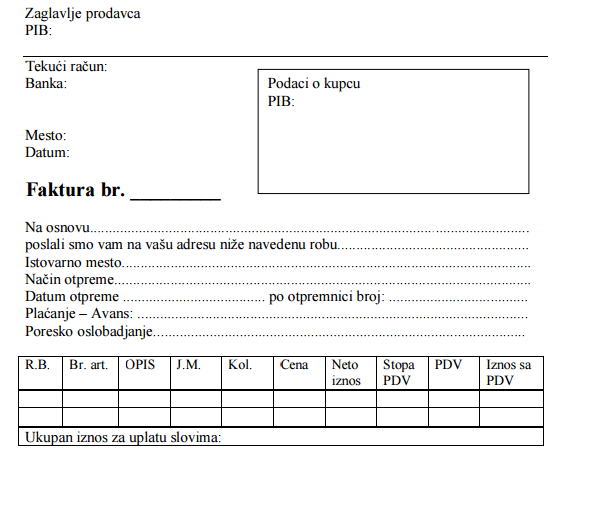 Zaglavlje prodavca
PIB:
Tekući račun:
Banka:
Podaci o kupcu
PIB:
Mesto:
Datum:
Faktura br. _________
Na osnovu......................................................................................................................
poslali smo vam na vašu adresu niže navedenu robu...................................................
Istovarno mesto.............................................................................................................
Način otpreme...............................................................................................................
Datum otpreme ...................................... po otpremnici broj: .....................................
Plaćanje – Avans: ........................................................................................................
Poresko oslobadjanje...................................................................................................
R.B. Br. art. OPIS J.M. Kol. Cena Neto iznos Stopa PDV PDV Iznos sa PDV
Ukupan iznos za uplatu slovima: